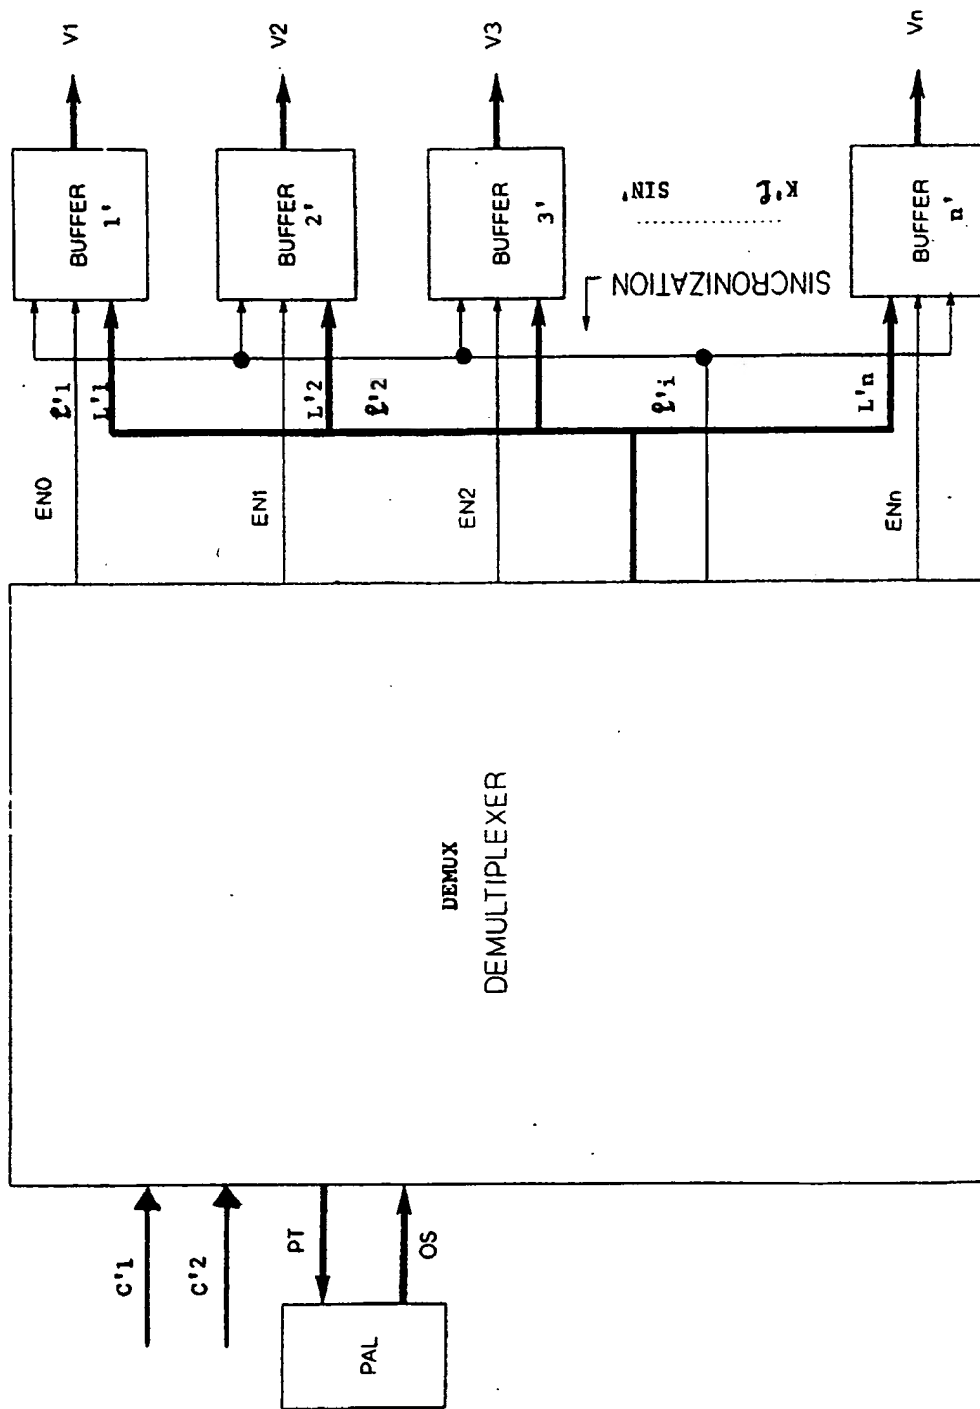 V1
V2
V3
Vn
BUFFER
1'
BUFFER
2'
BUFFER
3'
BUFFER
n'
SIN'
K'ℓ
SINCRONIZATION
ℓ'1
L'1
L'2
ℓ'2
ℓ'i
L'n
EN0
EN1
EN2
ENn
DEMUX
DEMULTIPLEXER
C'1
C'2
PT
OS
PAL